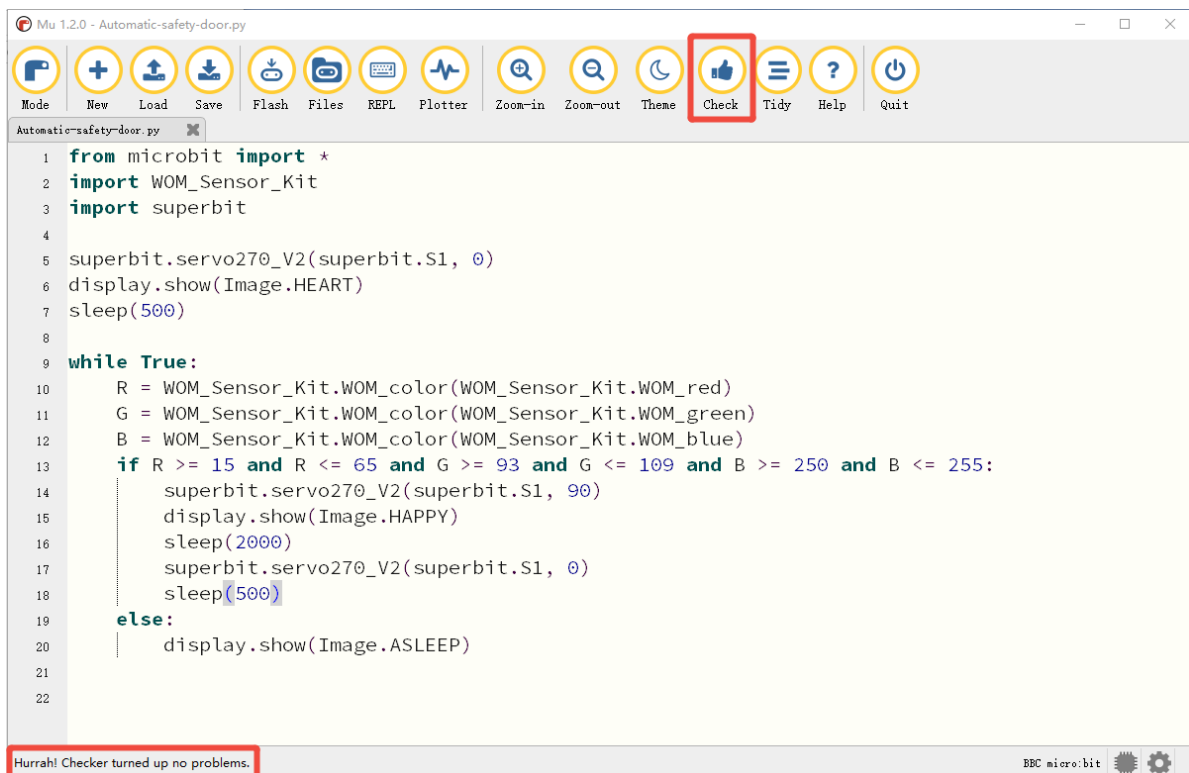 Mu 1.2.0 - Automatic-safety-door.py
Mode New Load Save Flash Files REPL Plotter Zoom-in Zoom-out Theme Check Tidy Help Quit
Automatic-safety-door.py
1 from microbit import *
2 import WOM_Sensor_Kit
3 import superbit
4
5 superbit.servo270_V2(superbit.S1, 0)
6 display.show(Image.HEART)
7 sleep(500)
8
9 while True:
10     R = WOM_Sensor_Kit.WOM_color(WOM_Sensor_Kit.WOM_red)
11     G = WOM_Sensor_Kit.WOM_color(WOM_Sensor_Kit.WOM_green)
12     B = WOM_Sensor_Kit.WOM_color(WOM_Sensor_Kit.WOM_blue)
13     if R >= 15 and R <= 65 and G >= 93 and G <= 109 and B >= 250 and B <= 255:
14         superbit.servo270_V2(superbit.S1, 90)
15         display.show(Image.HAPPY)
16         sleep(2000)
17         superbit.servo270_V2(superbit.S1, 0)
18         sleep(500)
19     else:
20         display.show(Image.ASLEEP)
21
22
Hurrah! Checker turned up no problems. BBC micro:bit